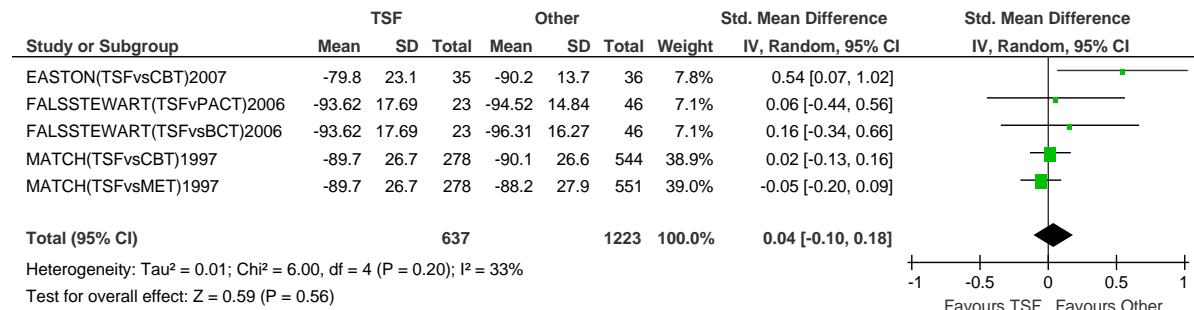 TSF Other Std. Mean Difference Std. Mean Difference
Study or Subgroup Mean SD Total Mean SD Total Weight IV, Random, 95% CI IV, Random, 95% CI
EASTON(TSFvsCBT)2007 -79.8 23.1 35 -90.2 13.7 36 7.8% 0.54 [0.07, 1.02]
FALSSTEWART(TSFvPACT)2006 -93.62 17.69 23 -94.52 14.84 46 7.1% 0.06 [-0.44, 0.56]
FALSSTEWART(TSFvsBCT)2006 -93.62 17.69 23 -96.31 16.27 46 7.1% 0.16 [-0.34, 0.66]
MATCH(TSFvsCBT)1997 -89.7 26.7 278 -90.1 26.6 544 38.9% 0.02 [-0.13, 0.16]
MATCH(TSFvsMET)1997 -89.7 26.7 278 -88.2 27.9 551 39.0% -0.05 [-0.20, 0.09]
Total (95% CI) 637 1223 100.0% 0.04 [-0.10, 0.18]
Heterogeneity: Tau² = 0.01; Chi² = 6.00, df = 4 (P = 0.20); I² = 33%
Test for overall effect: Z = 0.59 (P = 0.56)
-1 -0.5 0 0.5 1
Favours TSF Favours Other